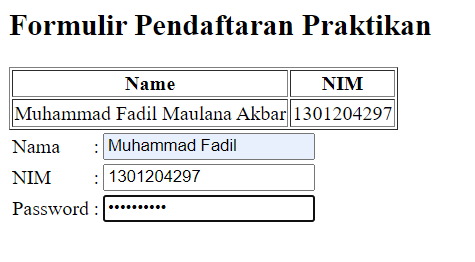 Formulir Pendaftaran Praktikan
Name NIM
Muhammad Fadil Maulana Akbar 1301204297
Nama : Muhammad Fadil
NIM : 1301204297
Password : ••••••••••